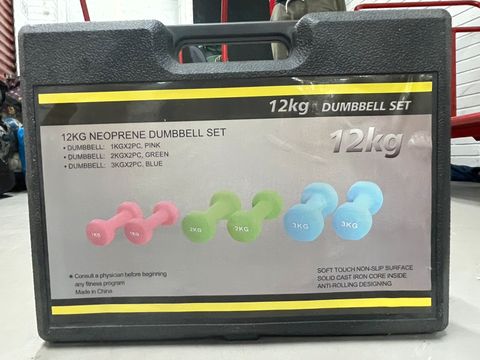 12kg DUMBBELL SET
12KG NEOPRENE DUMBBELL SET
12kg
• DUMBBELL: 1KGX2PC, PINK
• DUMBBELL: 2KGX2PC, GREEN
• DUMBBELL: 3KGX2PC, BLUE
1KG 1KG 2KG 2KG 3KG 3KG
* Consult a physician before beginning
any fitness program
Made in China
SOFT TOUCH NON-SLIP SURFACE
SOLID CAST IRON CORE INSIDE
ANTI-ROLLING DESIGNING